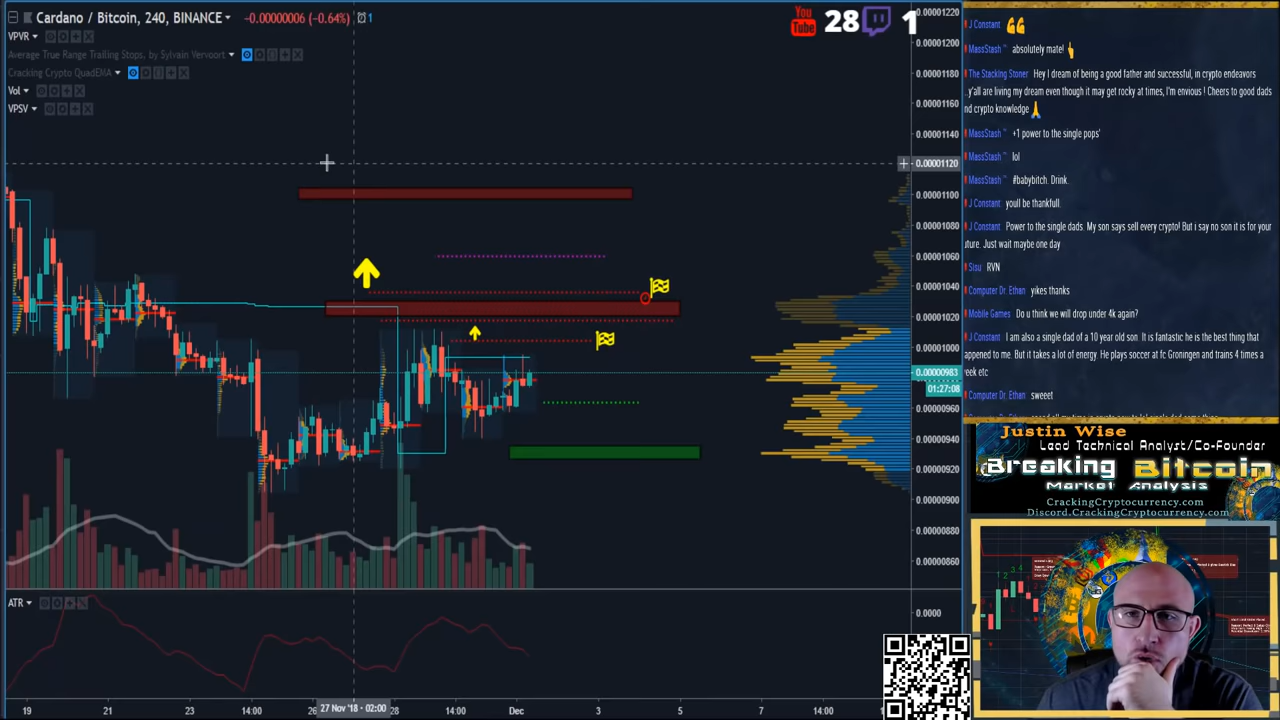 Cardano / Bitcoin, 240, BINANCE
-0.00000006 (-0.64%)
1
VPVR
Average True Range Trailling Stops, by Sylvain Vervoort
Cracking Crypto QuadEMA
Vol
VPSV
You
Tube
28
1
0.00001220
0.00001200
0.00001180
0.00001160
0.00001140
0.00001120
0.00001100
0.00001080
0.00001060
0.00001040
0.00001020
0.00001000
0.00000983
01:27:08
0.00000960
0.00000940
0.00000920
0.00000900
0.00000880
0.00000860
ATR
0.0000
19
21
23
14:00
26
27 Nov '18 - 02:00
28
14:00
Dec
3
5
7
14:00
J Constant
MassStash absolutely mate!
The Stacking Stoner Hey I dream of being a good father and successful, in crypto endeavors
..y'all are living my dream even though it may get rocky at times, I'm envious ! Cheers to good dads
nd crypto knowledge
MassStash +1 power to the single pops'
MassStash lol
MassStash #babybitch. Drink.
J Constant youll be thankfull.
J Constant Power to the single dads. My son says sell every crypto! But i say no son it is for your
uture. Just wait maybe one day
Sisu RVN
Computer Dr. Ethan yikes thanks
Mobile Games Do u think we will drop under 4k again?
J Constant I am also a single dad of a 10 year old son. It is fantastic he is the best thing that
appened to me. But it takes a lot of energy. He plays soccer at fc Groningen and trains 4 times a
eek etc
Computer Dr. Ethan sweeet
Justin Wise
Lead Technical Analyst/Co-Founder
Breaking Bitcoin
Market Analysis
CrackingCryptocurrency.com
Discord.CrackingCryptocurrency.com